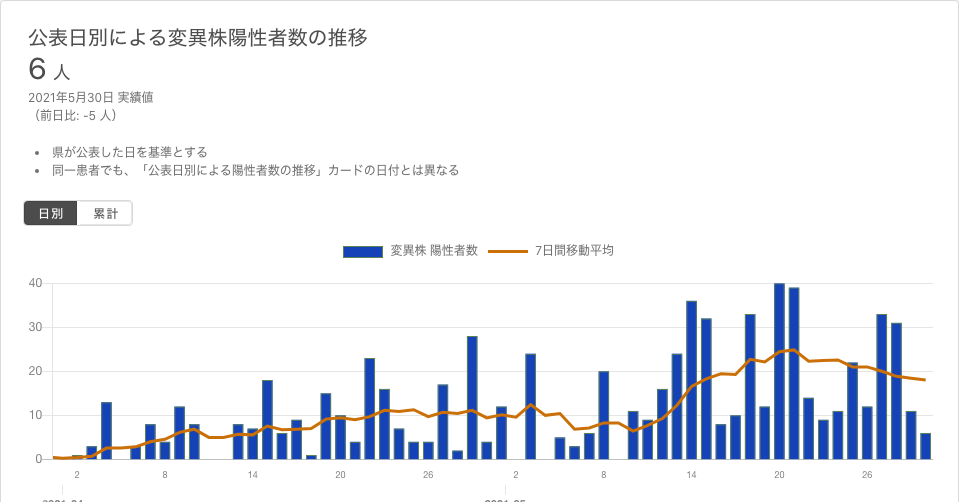 公表日別による変異株陽性者数の推移
6 人
2021年5月30日 実績値
（前日比: -5 人）
• 県が公表した日を基準とする
• 同一患者でも、「公表日別による陽性者数の推移」カードの日付とは異なる
日別 累計
変異株 陽性者数 7日間移動平均
40
30
20
10
0
2 8 14 20 26 2 8 14 20 26